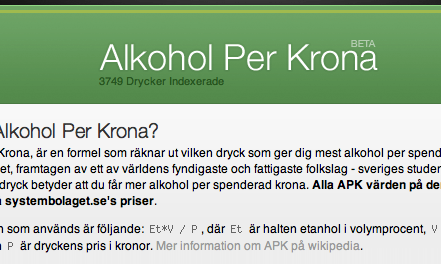 BETA
Alkohol Per Krona
3749 Drycker Indexerade
Alkohol Per Krona?
Krona, är en formel som räknar ut vilken dryck som ger dig mest alkohol per spend
et, framtagen av ett av världens fyndigaste och fattigaste folkslag - sveriges studen
dryck betyder att du får mer alkohol per spenderad krona. Alla APK värden på de
systembolaget.se's priser.
n som används är följande: Et*V / P, där Et är halten etanhol i volymprocent, V
P är dryckens pris i kronor. Mer information om APK på wikipedia.